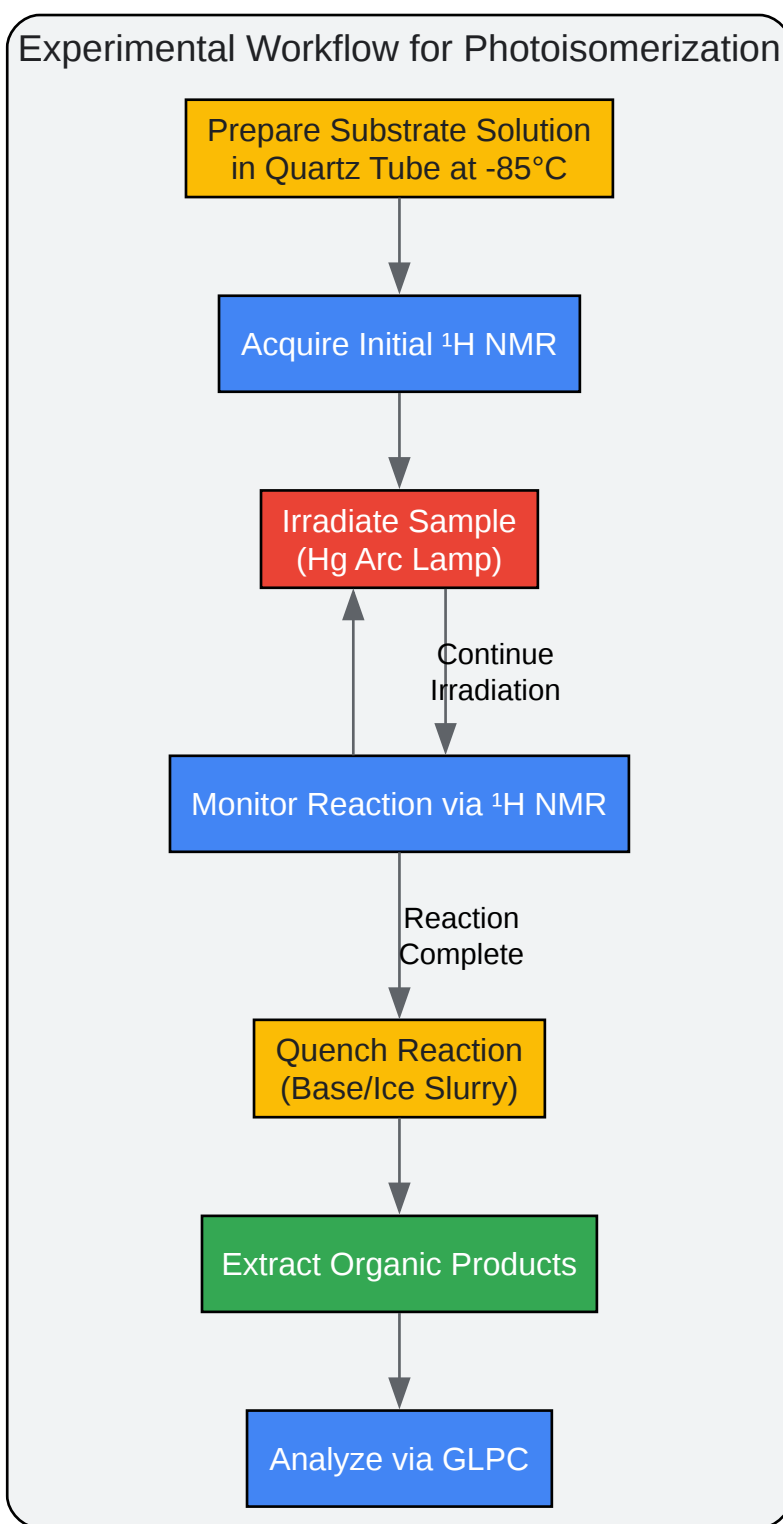 Experimental Workflow for Photoisomerization
Prepare Substrate Solution
in Quartz Tube at -85°C
Acquire Initial ¹H NMR
Irradiate Sample
(Hg Arc Lamp)
Continue
Irradiation
Monitor Reaction via ¹H NMR
Reaction
Complete
Quench Reaction
(Base/Ice Slurry)
Extract Organic Products
Analyze via GLPC